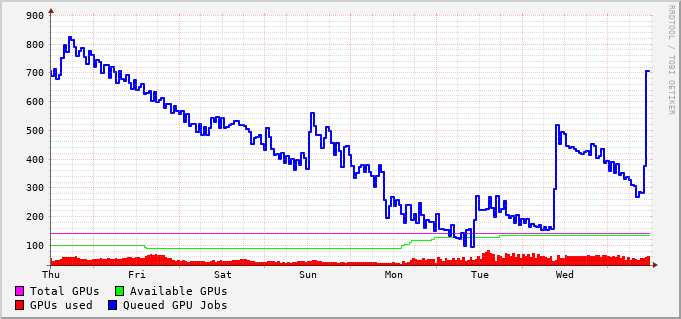 900
800
700
600
500
400
300
200
100
Thu Fri Sat Sun Mon Tue Wed
Total GPUs Available GPUs
GPUs used Queued GPU Jobs
RRDTOOL / TOBI OETIKER